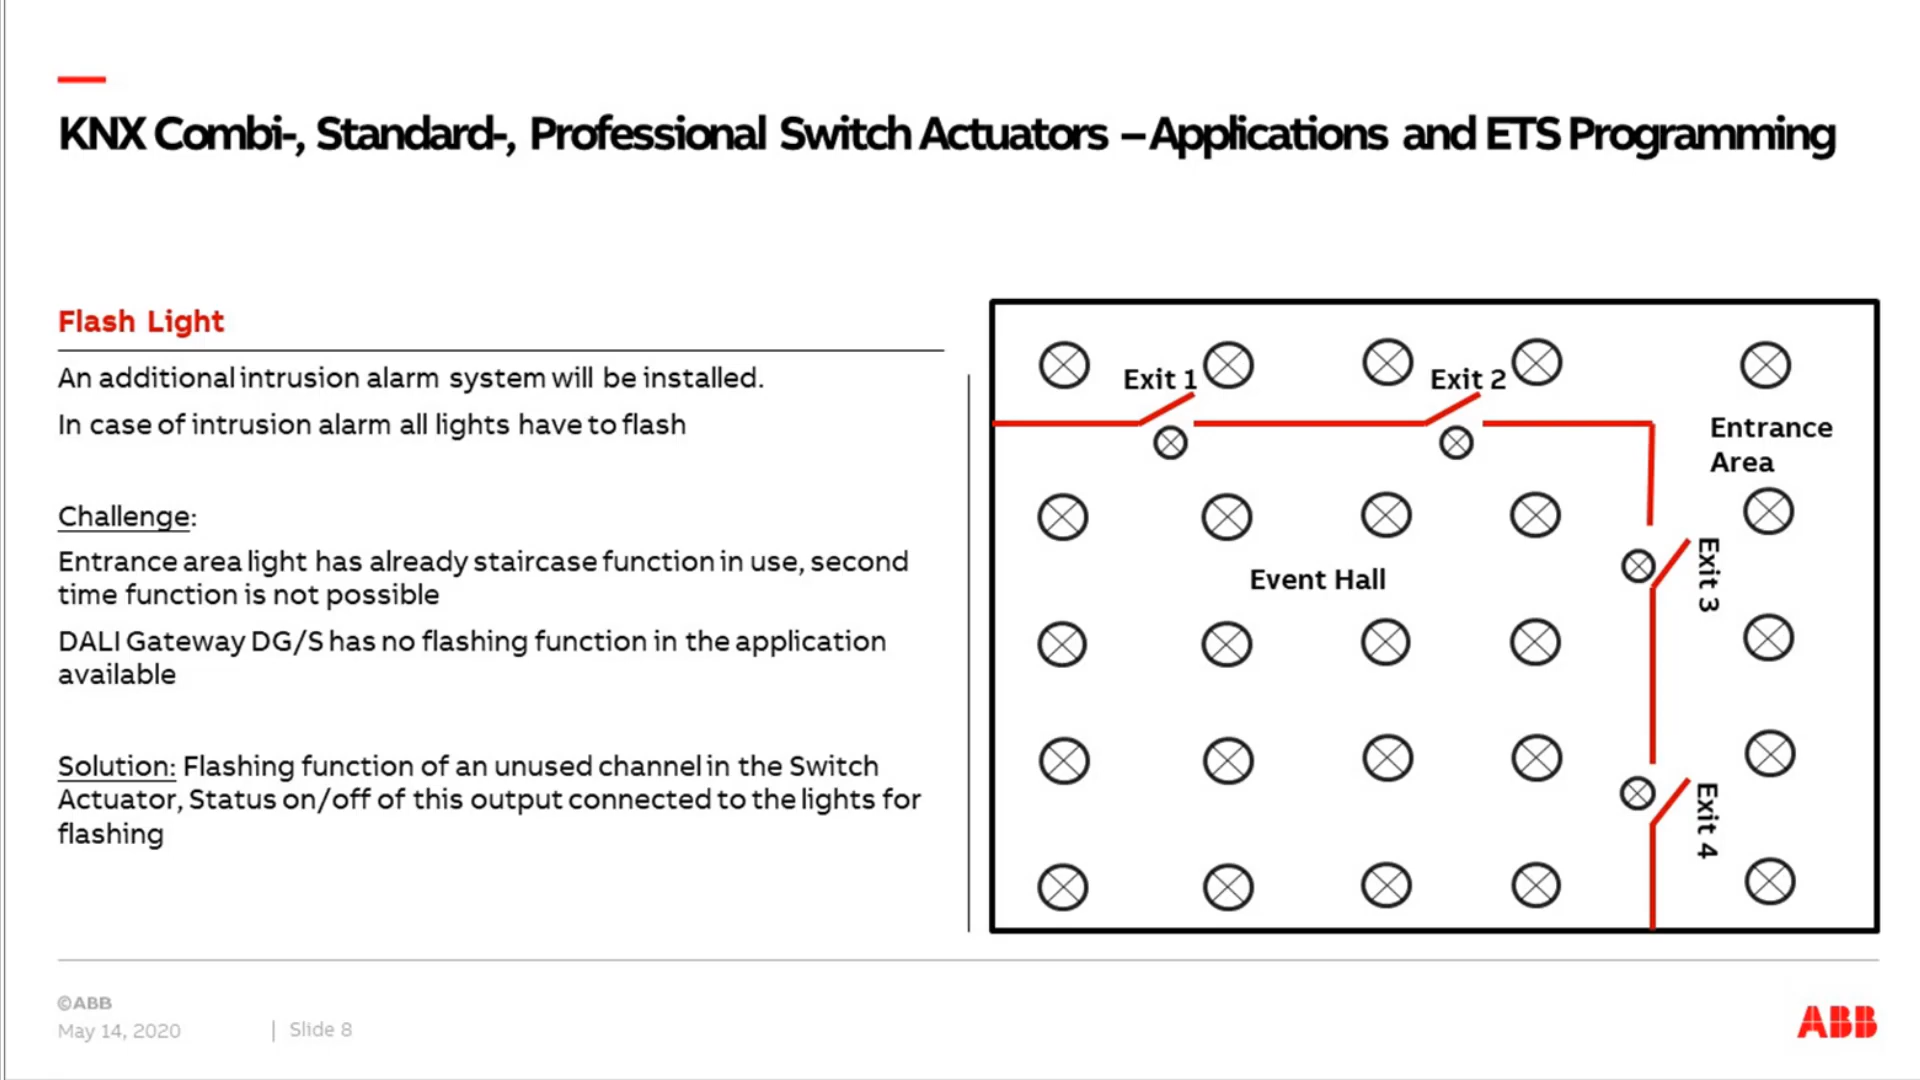 KNX Combi-, Standard-, Professional Switch Actuators – Applications and ETS Programming
Flash Light
An additional intrusion alarm system will be installed.
In case of intrusion alarm all lights have to flash
Challenge:
Entrance area light has already staircase function in use, second
time function is not possible
DALI Gateway DG/S has no flashing function in the application
available
Solution: Flashing function of an unused channel in the Switch
Actuator, Status on/off of this output connected to the lights for
flashing
Exit 1
Exit 2
Entrance
Area
Exit 3
Event Hall
Exit 4
©ABB
May 14, 2020
| Slide 8
ABB